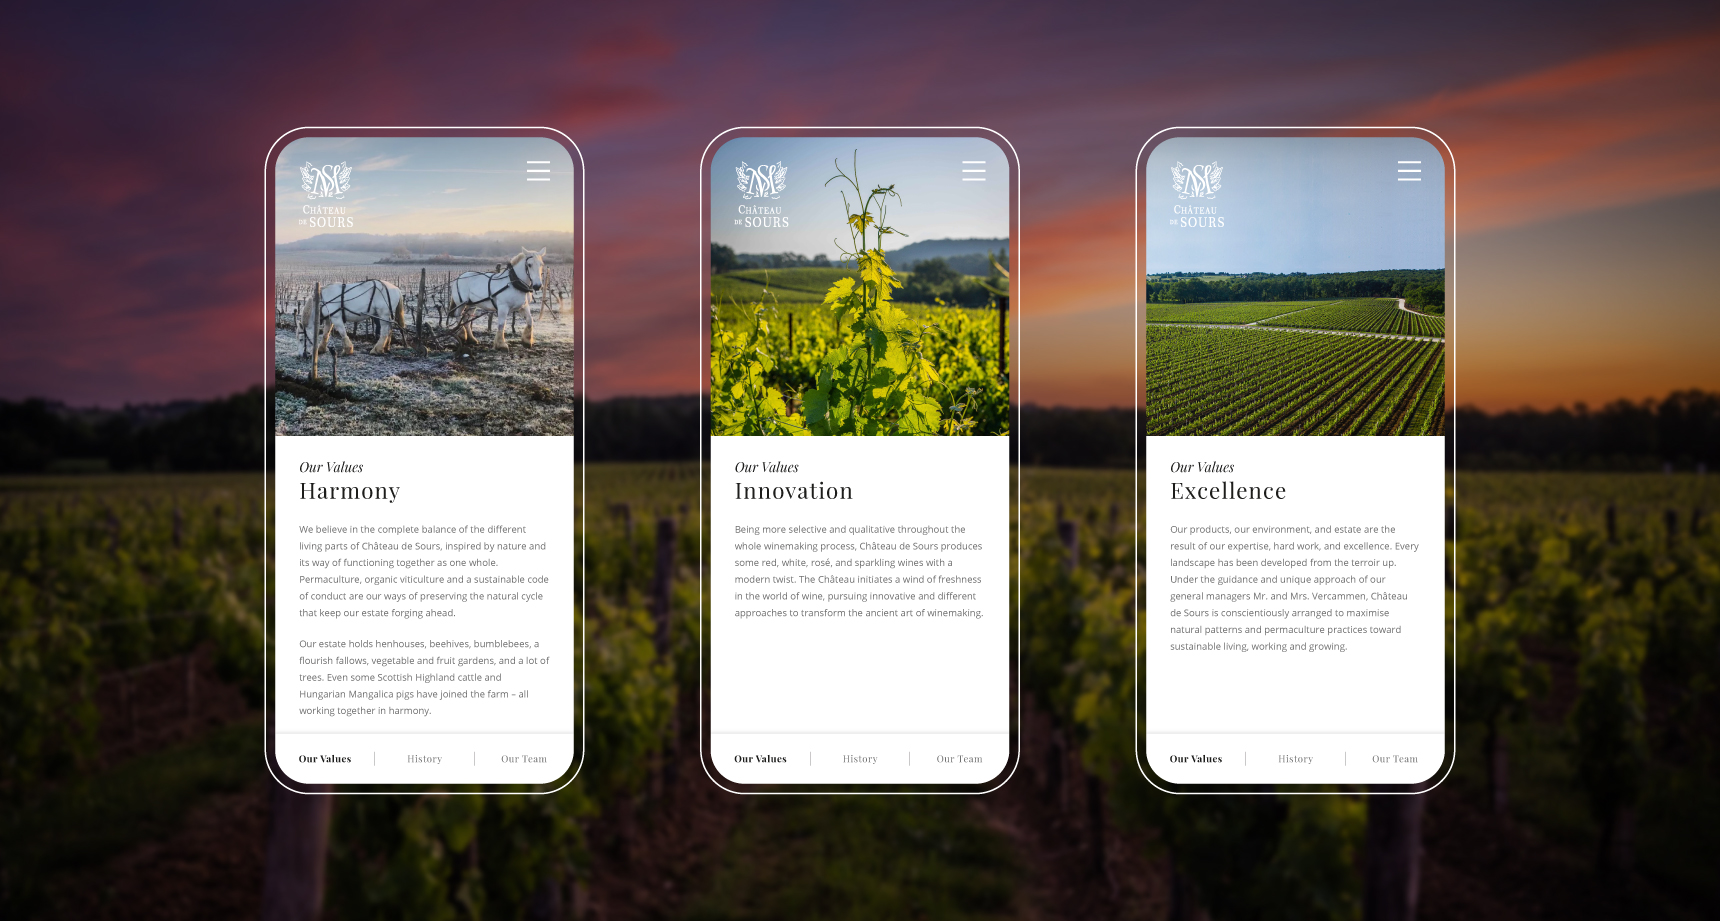 CHÂTEAU
DE SOURS
Our Values
Harmony
We believe in the complete balance of the different
living parts of Château de Sours, inspired by nature and
its way of functioning together as one whole.
Permaculture, organic viticulture and a sustainable code
of conduct are our ways of preserving the natural cycle
that keep our estate forging ahead.
Our estate holds henhouses, beehives, bumblebees, a
flourish fallows, vegetable and fruit gardens, and a lot of
trees. Even some Scottish Highland cattle and
Hungarian Mangalica pigs have joined the farm – all
working together in harmony.
Our Values
History
Our Team
CHÂTEAU
DE SOURS
Our Values
Innovation
Being more selective and qualitative throughout the
whole winemaking process, Château de Sours produces
some red, white, rosé, and sparkling wines with a
modern twist. The Château initiates a wind of freshness
in the world of wine, pursuing innovative and different
approaches to transform the ancient art of winemaking.
Our Values
History
Our Team
CHÂTEAU
DE SOURS
Our Values
Excellence
Our products, our environment, and estate are the
result of our expertise, hard work, and excellence. Every
landscape has been developed from the terroir up.
Under the guidance and unique approach of our
general managers Mr. and Mrs. Vercammen, Château
de Sours is conscientiously arranged to maximise
natural patterns and permaculture practices toward
sustainable living, working and growing.
Our Values
History
Our Team